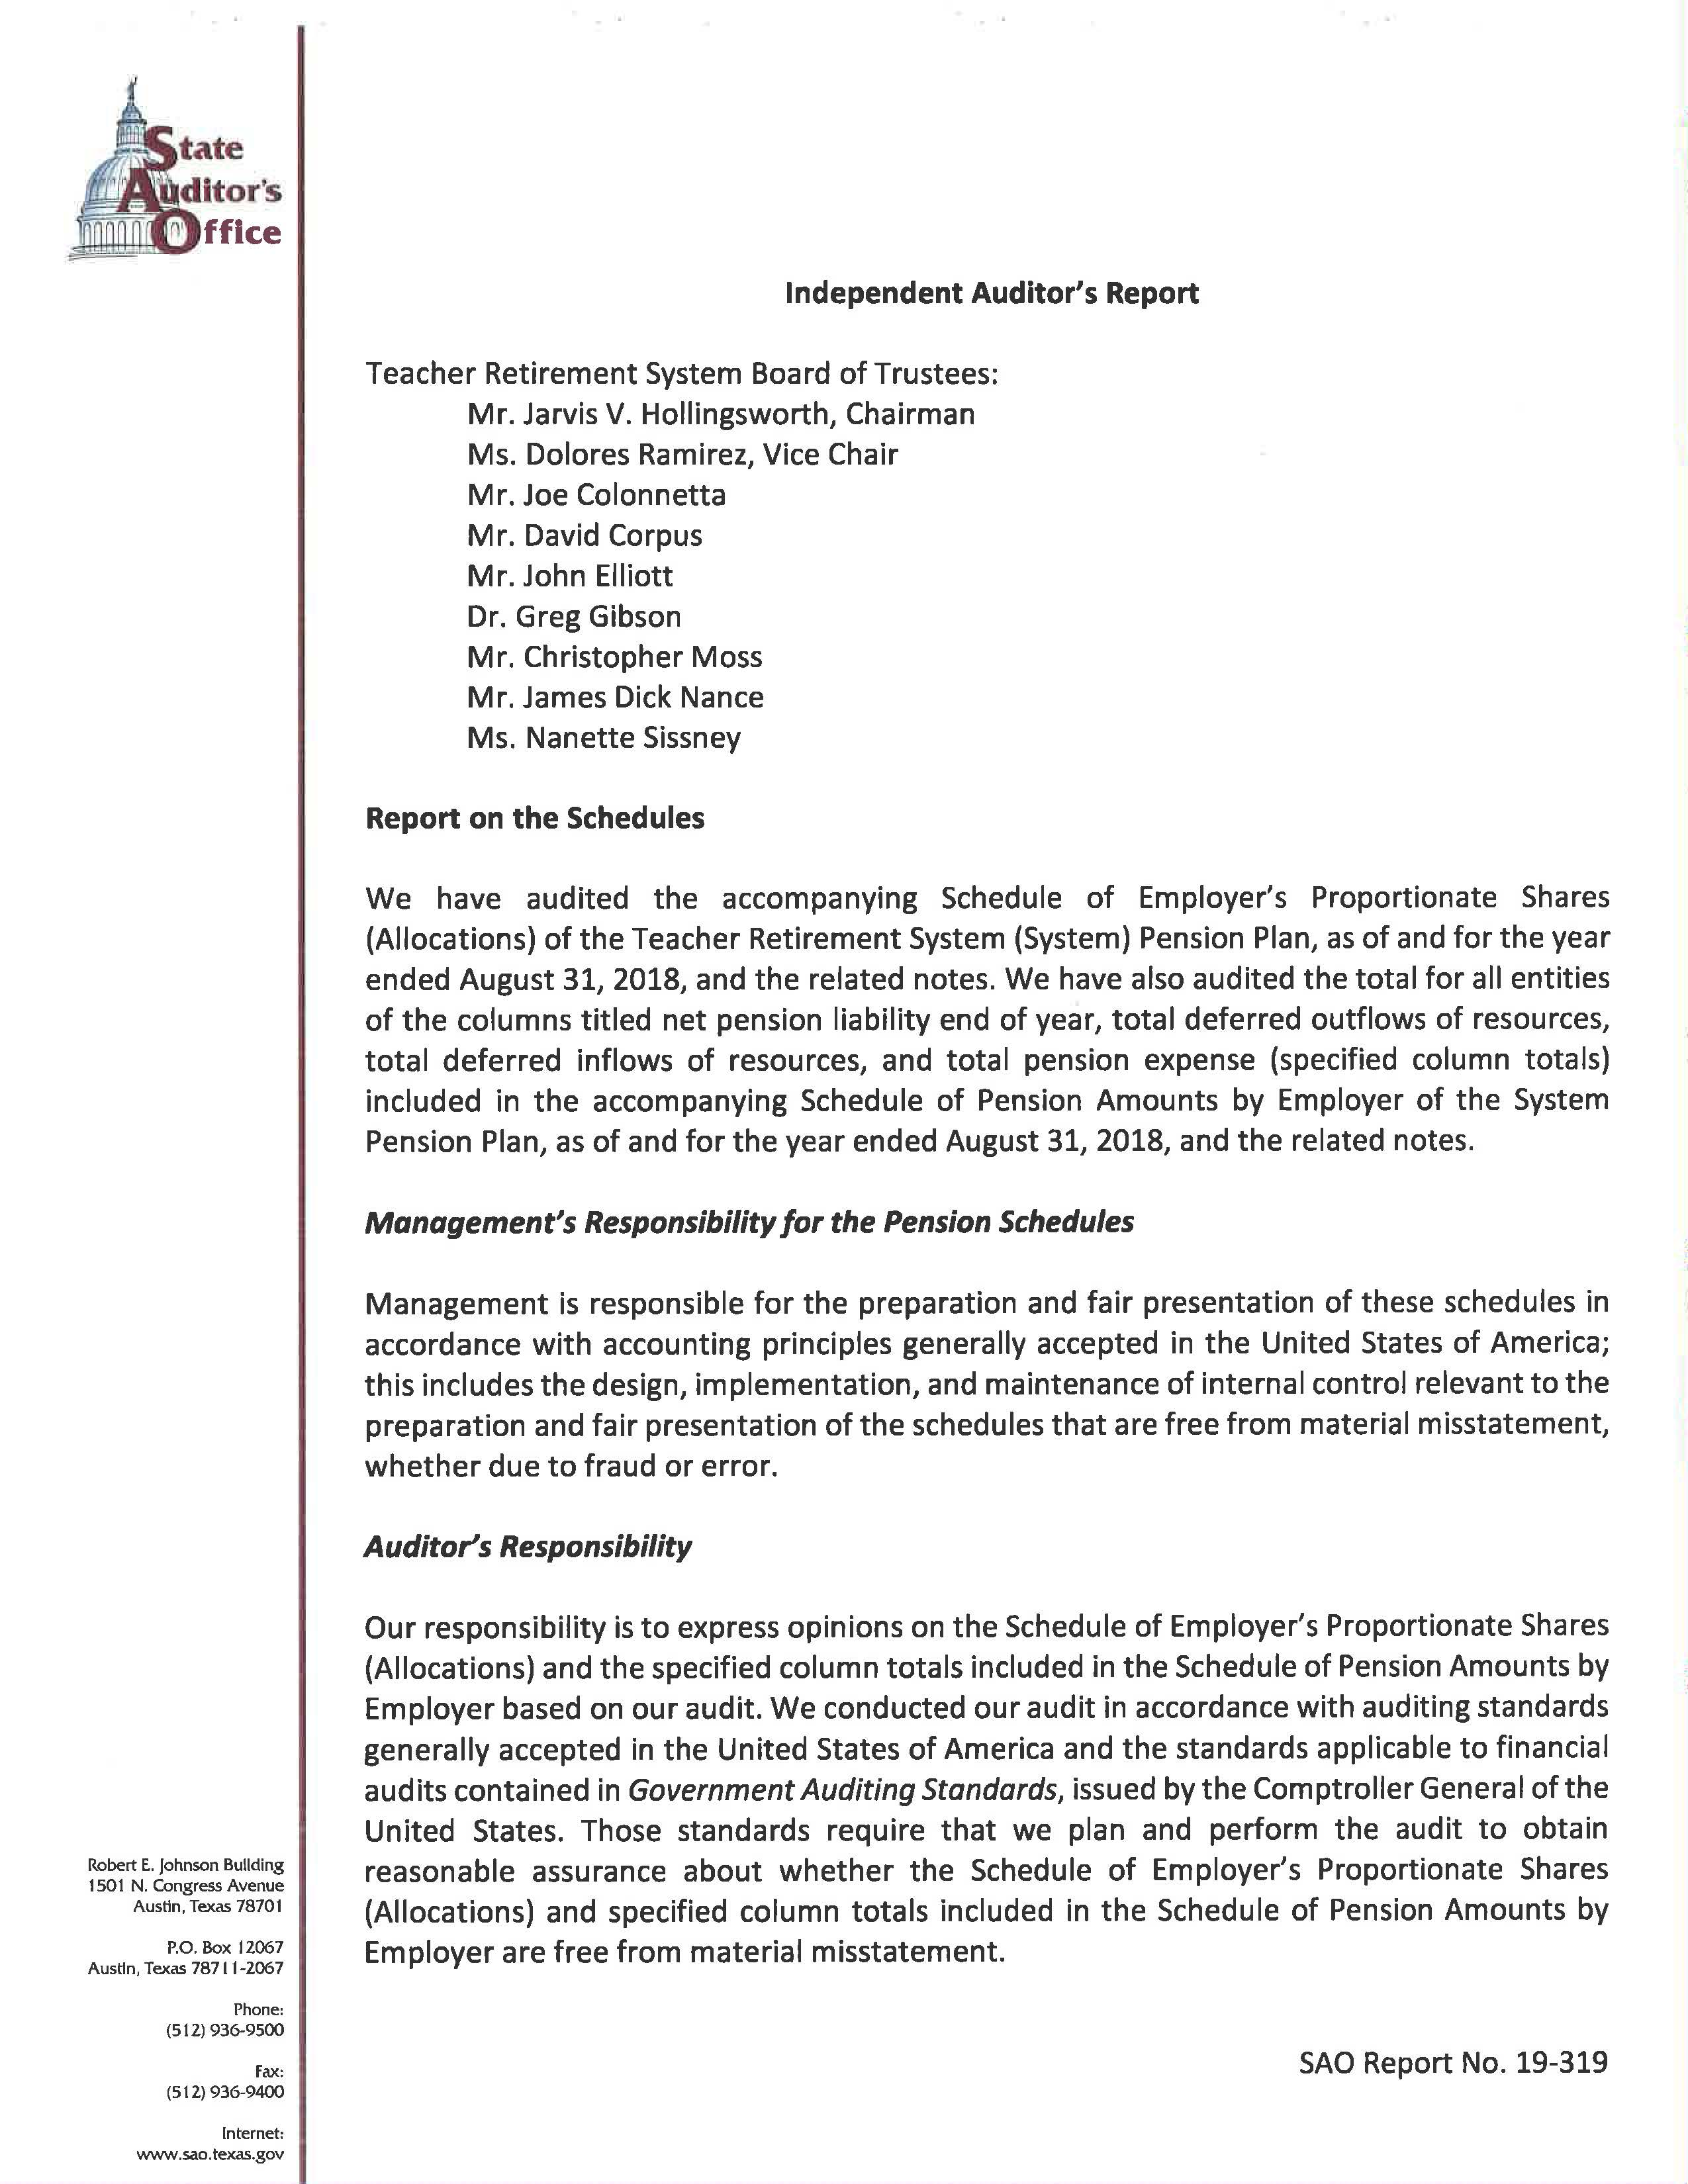 State
Auditor's
Office
Independent Auditor's Report
Teacher Retirement System Board of Trustees:
Mr. Jarvis V. Hollingsworth, Chairman
Ms. Dolores Ramirez, Vice Chair
Mr. Joe Colonnetta
Mr. David Corpus
Mr. John Elliott
Dr. Greg Gibson
Mr. Christopher Moss
Mr. James Dick Nance
Ms. Nanette Sissney
Report on the Schedules
We have audited the accompanying Schedule of Employer's Proportionate Shares
(Allocations) of the Teacher Retirement System (System) Pension Plan, as of and for the year
ended August 31, 2018, and the related notes. We have also audited the total for all entities
of the columns titled net pension liability end of year, total deferred outflows of resources,
total deferred inflows of resources, and total pension expense (specified column totals)
included in the accompanying Schedule of Pension Amounts by Employer of the System
Pension Plan, as of and for the year ended August 31, 2018, and the related notes.
Management's Responsibility for the Pension Schedules
Management is responsible for the preparation and fair presentation of these schedules in
accordance with accounting principles generally accepted in the United States of America;
this includes the design, implementation, and maintenance of internal control relevant to the
preparation and fair presentation of the schedules that are free from material misstatement,
whether due to fraud or error.
Auditor's Responsibility
Our responsibility is to express opinions on the Schedule of Employer's Proportionate Shares
(Allocations) and the specified column totals included in the Schedule of Pension Amounts by
Employer based on our audit. We conducted our audit in accordance with auditing standards
generally accepted in the United States of America and the standards applicable to financial
audits contained in Government Auditing Standards, issued by the Comptroller General of the
United States. Those standards require that we plan and perform the audit to obtain
reasonable assurance about whether the Schedule of Employer's Proportionate Shares
(Allocations) and specified column totals included in the Schedule of Pension Amounts by
Employer are free from material misstatement.
Robert E. Johnson Building
1501 N. Congress Avenue
Austin, Texas 78701
P.O. Box 12067
Austin, Texas 78711-2067
Phone:
(512) 936-9500
Fax:
(512) 936-9400
Internet:
www.sao.texas.gov
SAO Report No. 19-319